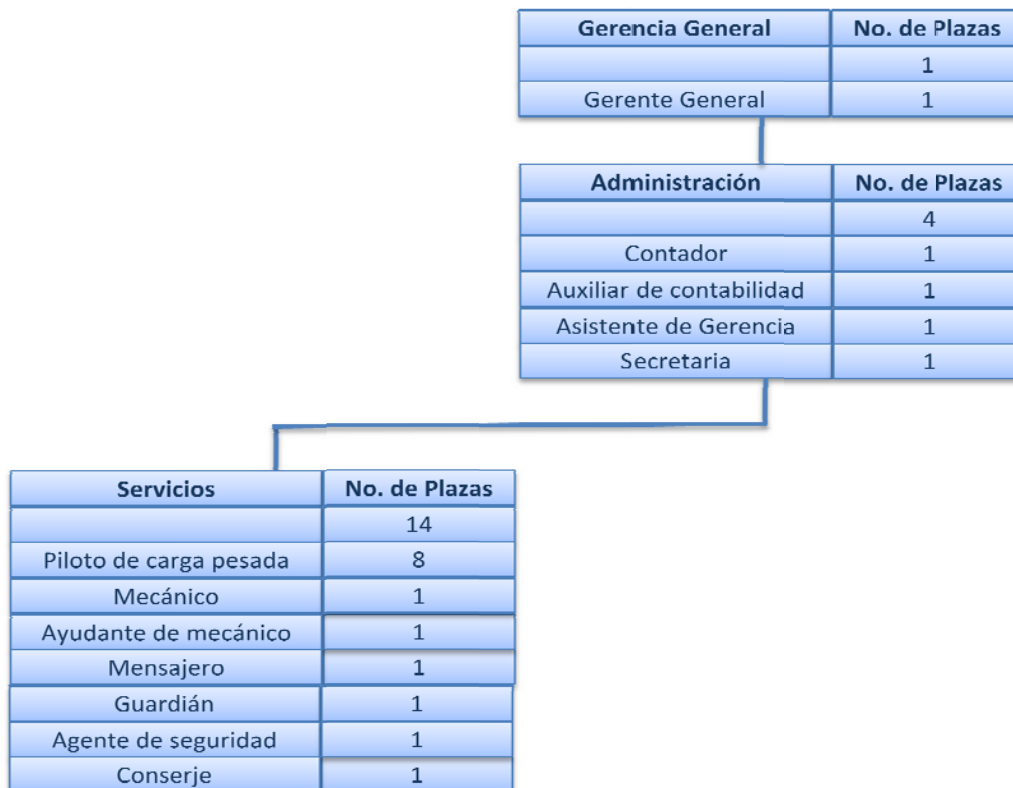 Gerencia General No. de Plazas
1
Gerente General 1
Administración No. de Plazas
4
Contador 1
Auxiliar de contabilidad 1
Asistente de Gerencia 1
Secretaria 1
Servicios No. de Plazas
14
Piloto de carga pesada 8
Mecánico 1
Ayudante de mecánico 1
Mensajero 1
Guardián 1
Agente de seguridad 1
Conserje 1